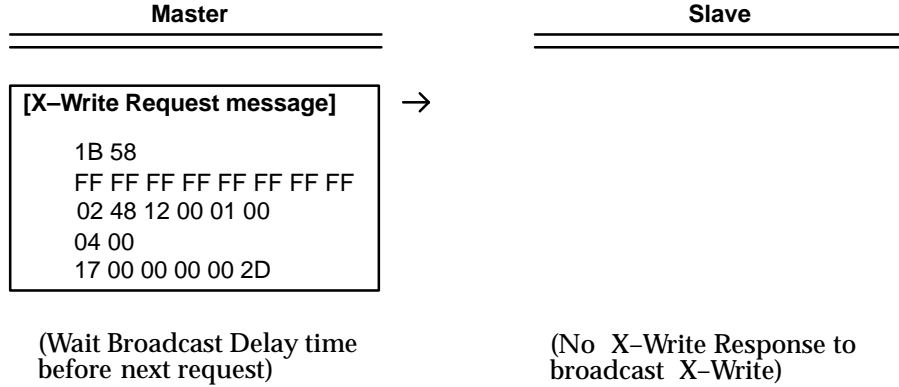 Master
Slave
[X–Write Request message]
→
1B 58
FF FF FF FF FF FF FF FF
02 48 12 00 01 00
04 00
17 00 00 00 00 2D
(Wait Broadcast Delay time
before next request)
(No X–Write Response to
broadcast X–Write)